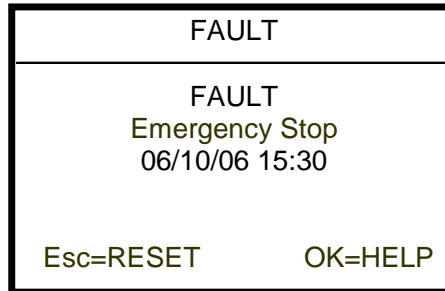 FAULT
FAULT
Emergency Stop
06/10/06 15:30
Esc=RESET OK=HELP